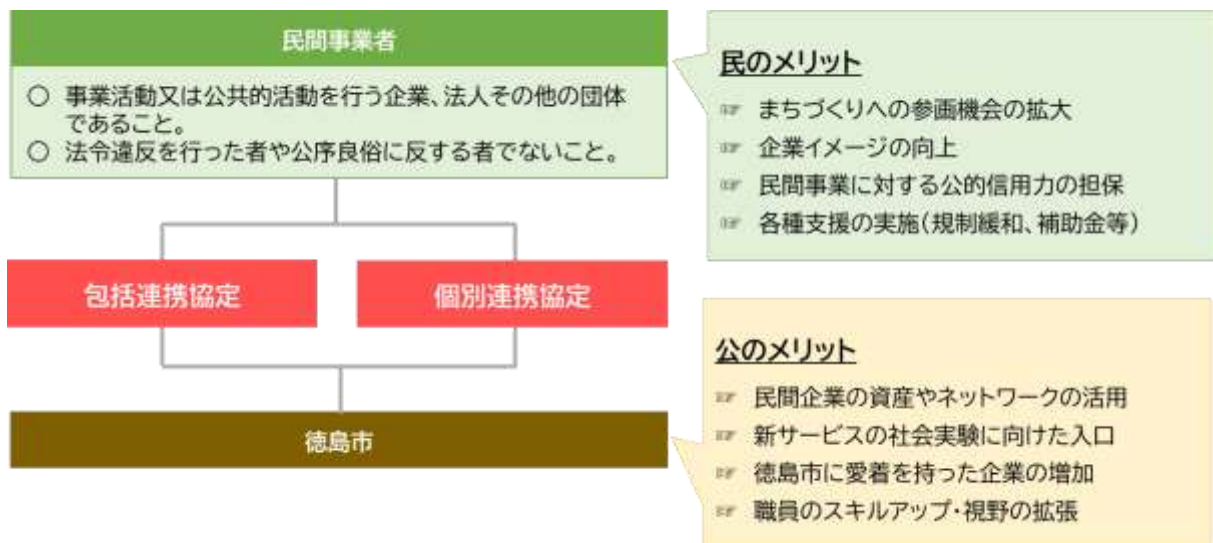 民間事業者
○ 事業活動又は公共的活動を行う企業、法人その他の団体
であること。
○ 法令違反を行った者や公序良俗に反する者でないこと。
包括連携協定
個別連携協定
徳島市
民のメリット
☞ まちづくりへの参画機会の拡大
☞ 企業イメージの向上
☞ 民間事業に対する公的信用力の担保
☞ 各種支援の実施(規制緩和、補助金等)
公のメリット
☞ 民間企業の資産やネットワークの活用
☞ 新サービスの社会実験に向けた入口
☞ 徳島市に愛着を持った企業の増加
☞ 職員のスキルアップ・視野の拡張